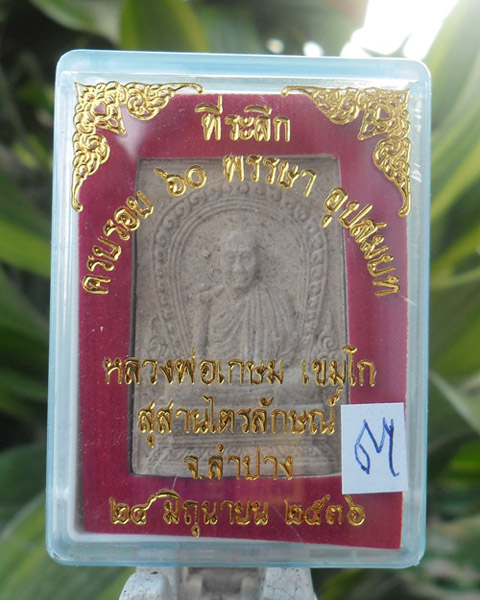 ที่ระลึก
ครบรอบ ๖๐ พรรษา อุปสมบท
หลวงพ่อเกษม เขมโก
สุสานไตรลักษณ์
จ.ลำปาง
๒๘ มิถุนายน ๒๕๓๖